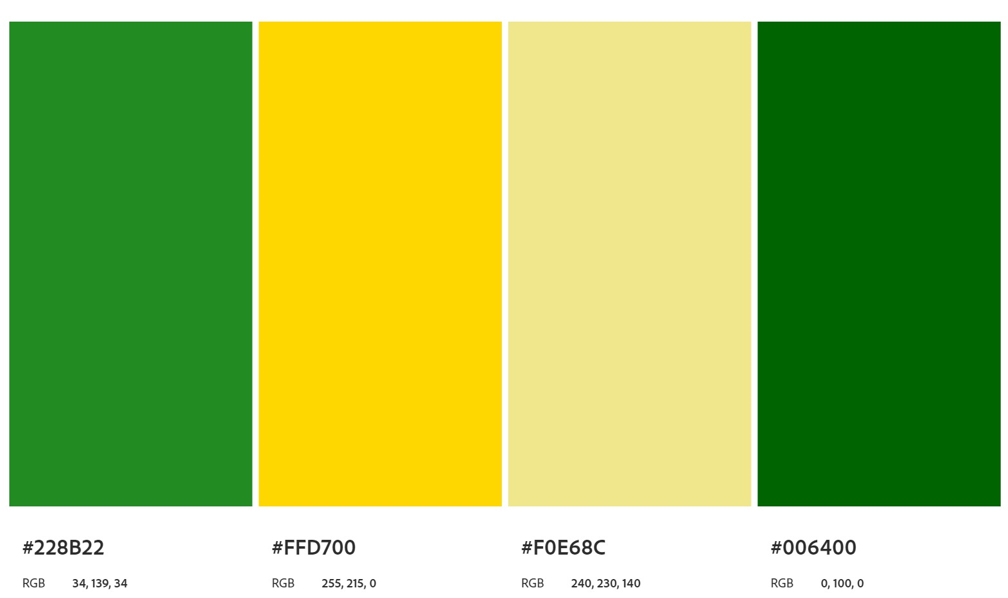 #228B22 #FFD700 #F0E68C #006400
RGB 34, 139, 34 RGB 255, 215, 0 RGB 240, 230, 140 RGB 0, 100, 0